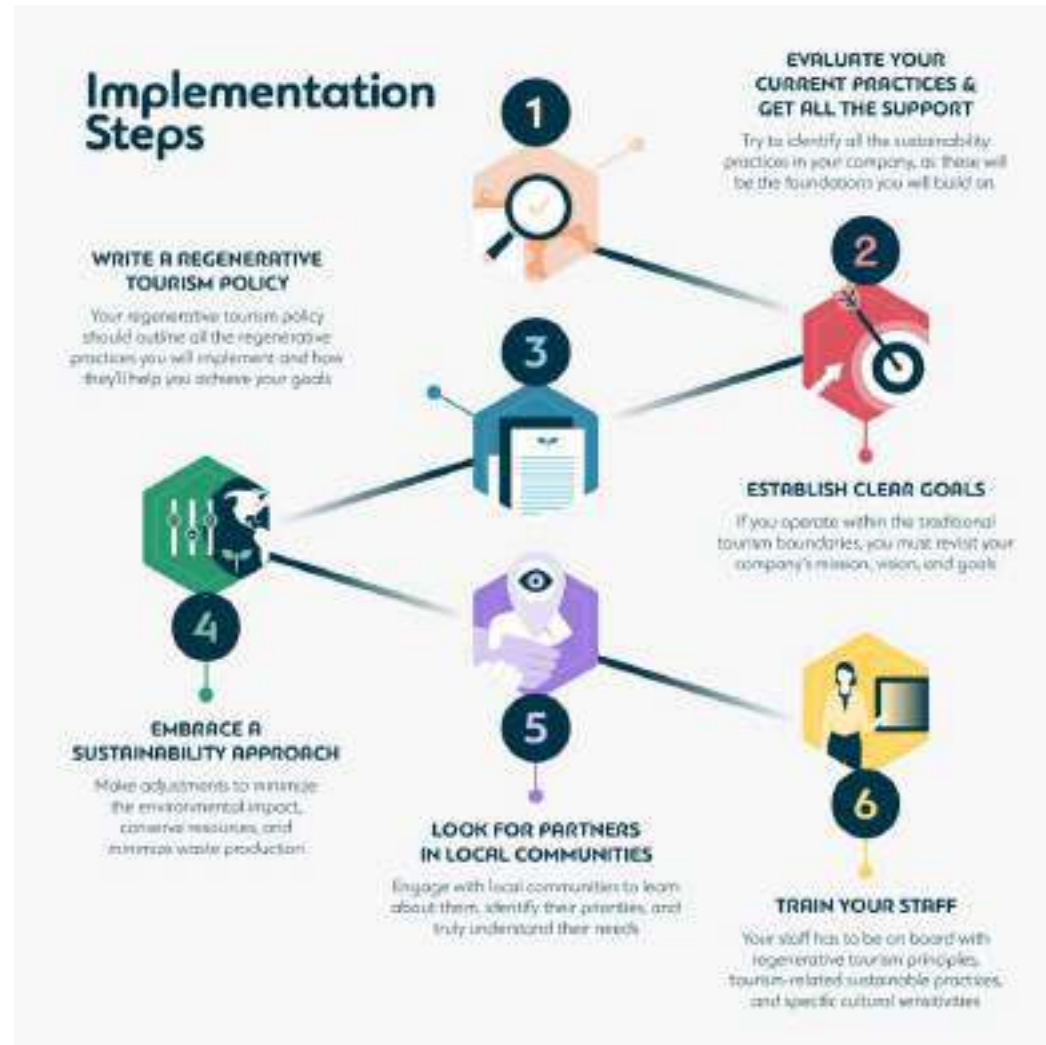 Implementation
Steps
1
EVALUATE YOUR
CURRENT PRACTICES &
GET ALL THE SUPPORT
Try to identify all the sustainability
practices in your company, as these will
be the foundations you will build on
2
ESTABLISH CLEAR GOALS
If you operate within the traditional
tourism boundaries, you must revisit your
company's mission, vision, and goals
3
WRITE A REGENERATIVE
TOURISM POLICY
Your regenerative tourism policy
should outline all the regenerative
practices you will implement and how
they'll help you achieve your goals
4
EMBRACE A
SUSTAINABILITY APPROACH
Make adjustments to minimize
the environmental impact,
conserve resources, and
minimize waste production
5
LOOK FOR PARTNERS
IN LOCAL COMMUNITIES
Engage with local communities to learn
about them, identify their priorities, and
truly understand their needs
6
TRAIN YOUR STAFF
Your staff has to be on board with
regenerative tourism principles,
tourism-related sustainable practices,
and specific cultural sensitivities